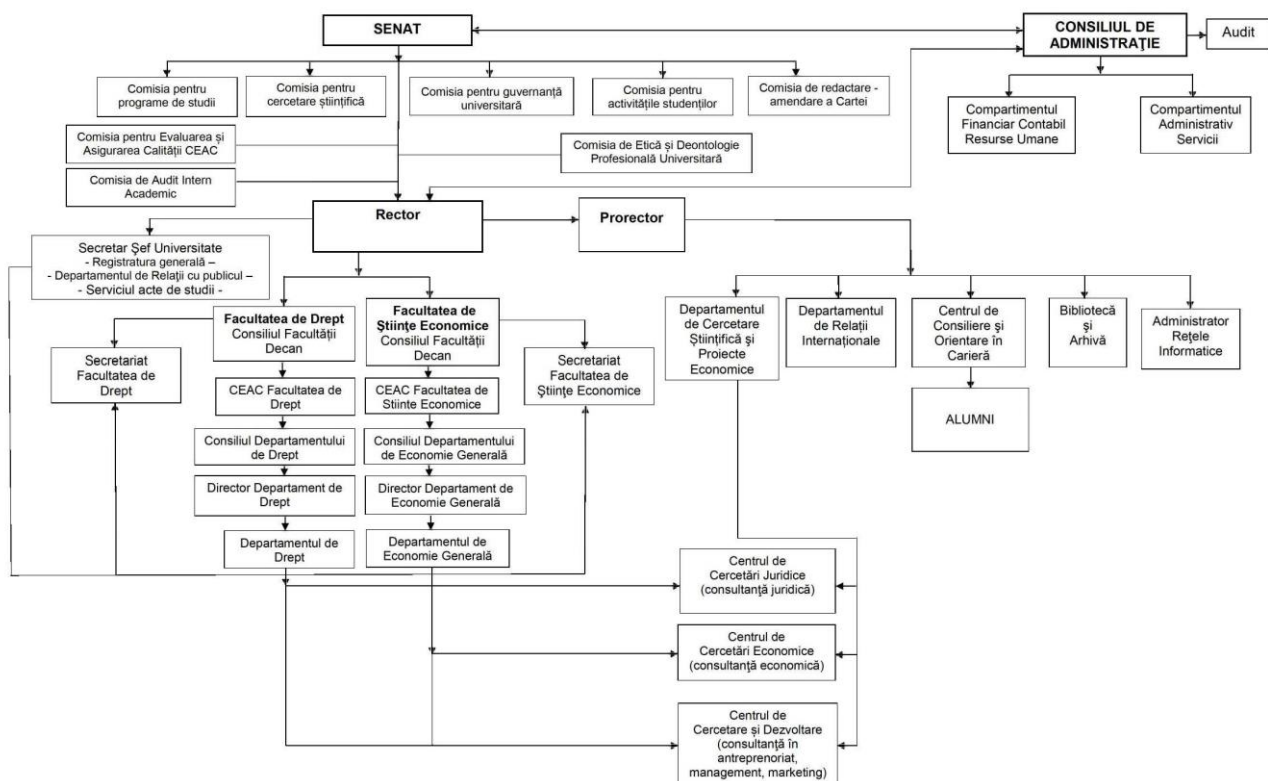 SENAT
CONSILIUL DE
ADMINISTRAŢIE
Audit
Comisia pentru
programe de studii
Comisia pentru
cercetare științifică
Comisia pentru guvernanță
universitară
Comisia pentru
activitățile studenților
Comisia de redactare -
amendare a Cartei
Compartimentul
Financiar Contabil
Resurse Umane
Compartimentul
Administrativ
Servicii
Comisia pentru Evaluarea și
Asigurarea Calității CEAC
Comisia de Etică și Deontologie
Profesională Universitară
Comisia de Audit Intern
Academic
Rector
Prorector
Secretar Şef Universitate
- Registratura generală –
- Departamentul de Relaţii cu publicul –
- Serviciul acte de studii -
Facultatea de Drept
Consiliul Facultății
Decan
Facultatea de
Ştiinţe Economice
Consiliul Facultății
Decan
Secretariat
Facultatea de
Drept
Secretariat
Facultatea de
Ştiinţe Economice
Departamentul
de Cercetare
Științifică și
Proiecte
Economice
Departamentul
de Relații
Internaționale
Centrul de
Consiliere şi
Orientare în
Carieră
Bibliotecă
și
Arhivă
Administrator
Reţele
Informatice
CEAC Facultatea de
Drept
CEAC Facultatea de
Stiinte Economice
ALUMNI
Consiliul Departamentului
de Drept
Consiliul Departamentului
de Economie Generală
Director Departament de
Drept
Director Departament de
Economie Generală
Departamentul de
Drept
Departamentul de
Economie Generală
Centrul de
Cercetări Juridice
(consultanţă juridică)
Centrul de
Cercetări Economice
(consultanţă economică)
Centrul de
Cercetare și Dezvoltare
(consultanță în
antreprenoriat,
management, marketing)